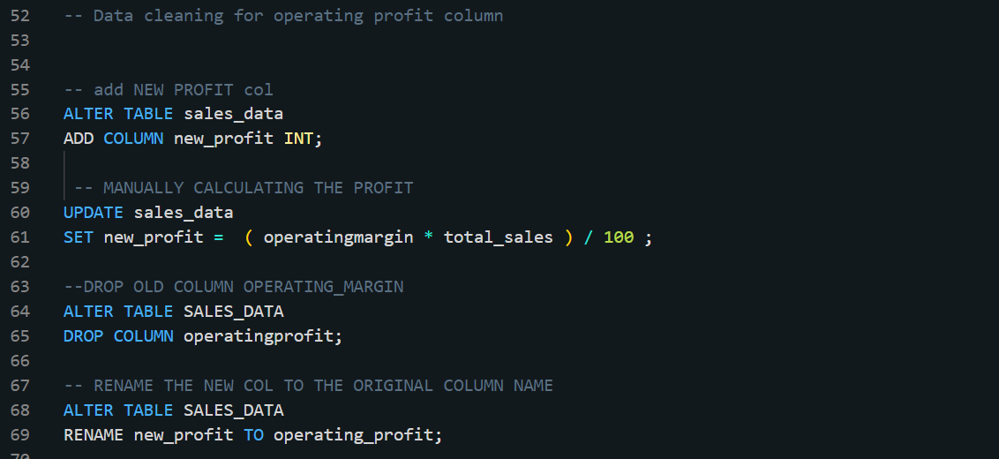 52 -- Data cleaning for operating profit column
53
54
55 -- add NEW PROFIT col
56 ALTER TABLE sales_data
57 ADD COLUMN new_profit INT;
58
59 -- MANUALLY CALCULATING THE PROFIT
60 UPDATE sales_data
61 SET new_profit =  ( operatingmargin * total_sales ) / 100 ;
62
63 --DROP OLD COLUMN OPERATING_MARGIN
64 ALTER TABLE SALES_DATA
65 DROP COLUMN operatingprofit;
66
67 -- RENAME THE NEW COL TO THE ORIGINAL COLUMN NAME
68 ALTER TABLE SALES_DATA
69 RENAME new_profit TO operating_profit;